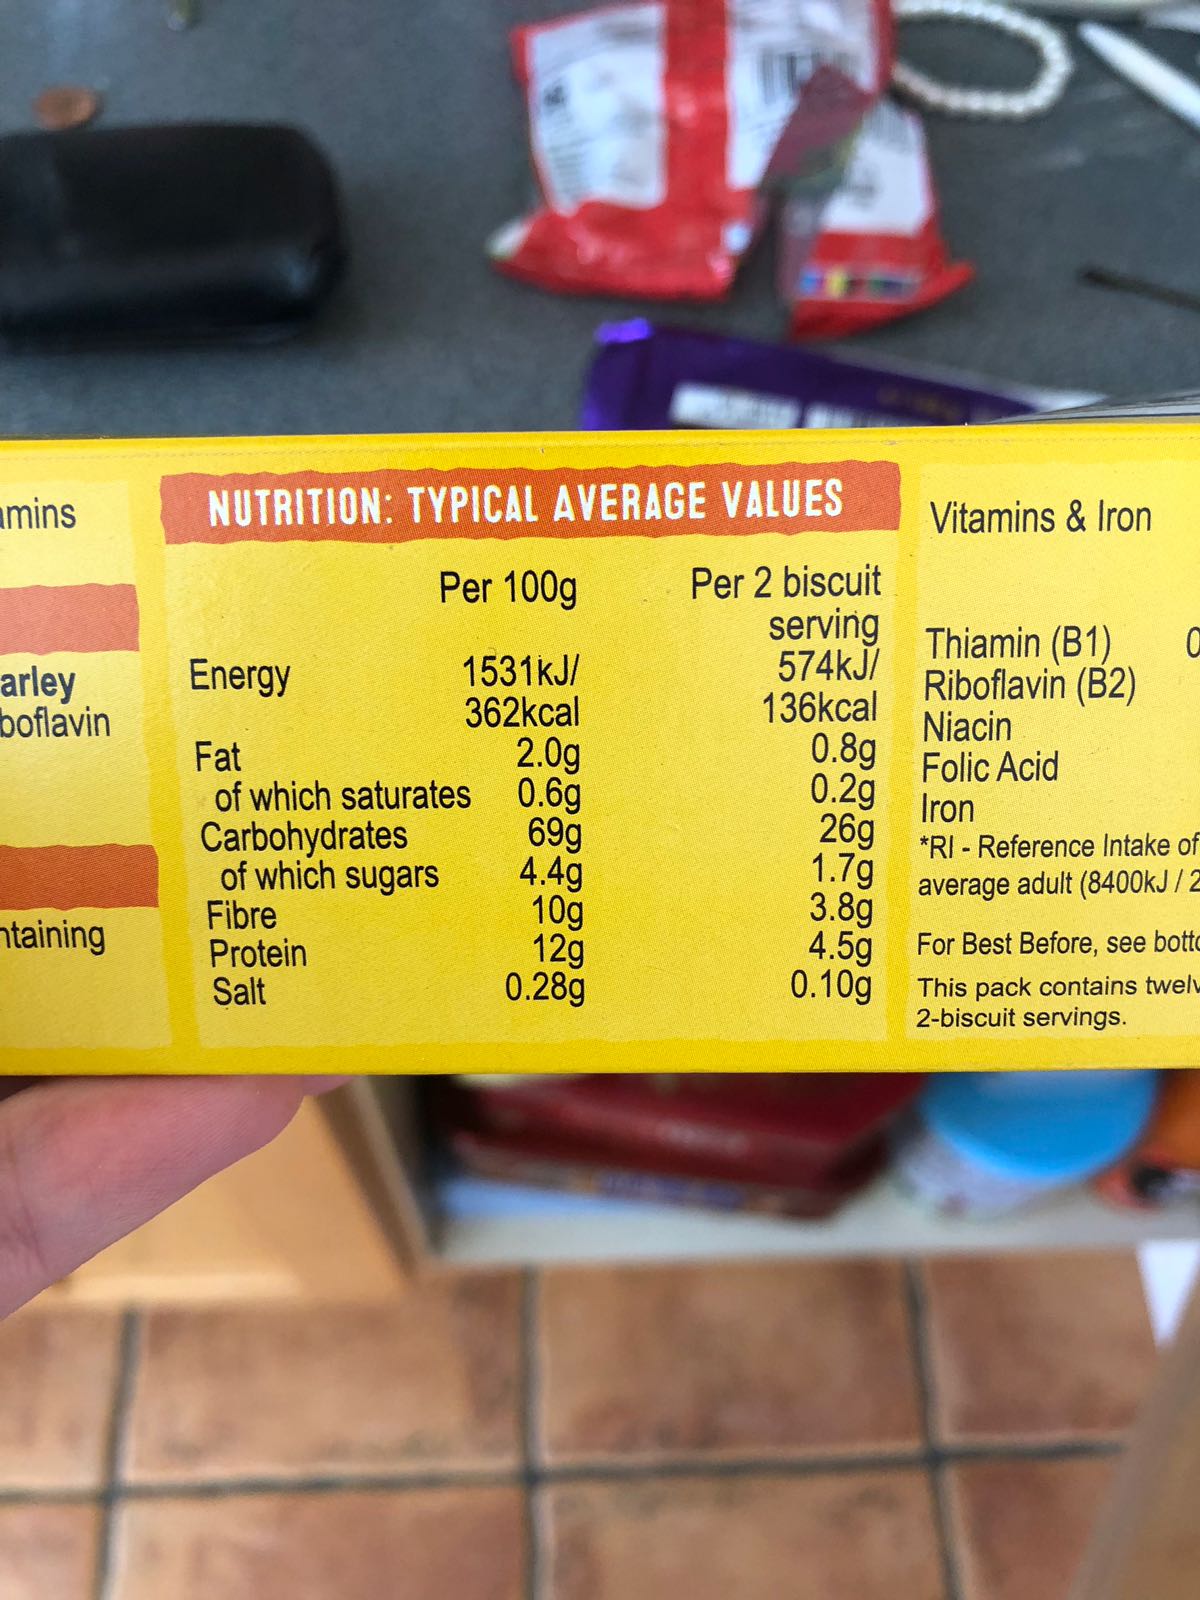 amins
arley
boflavin
ntaining
NUTRITION: TYPICAL AVERAGE VALUES
Per 100g Per 2 biscuit
serving
Energy 1531kJ/ 574kJ/
362kcal 136kcal
Fat 2.0g 0.8g
of which saturates 0.6g 0.2g
Carbohydrates 69g 26g
of which sugars 4.4g 1.7g
Fibre 10g 3.8g
Protein 12g 4.5g
Salt 0.28g 0.10g
Vitamins & Iron
Thiamin (B1) 0
Riboflavin (B2)
Niacin
Folic Acid
Iron
*RI - Reference Intake of
average adult (8400kJ / 2
For Best Before, see botto
This pack contains twelv
2-biscuit servings.